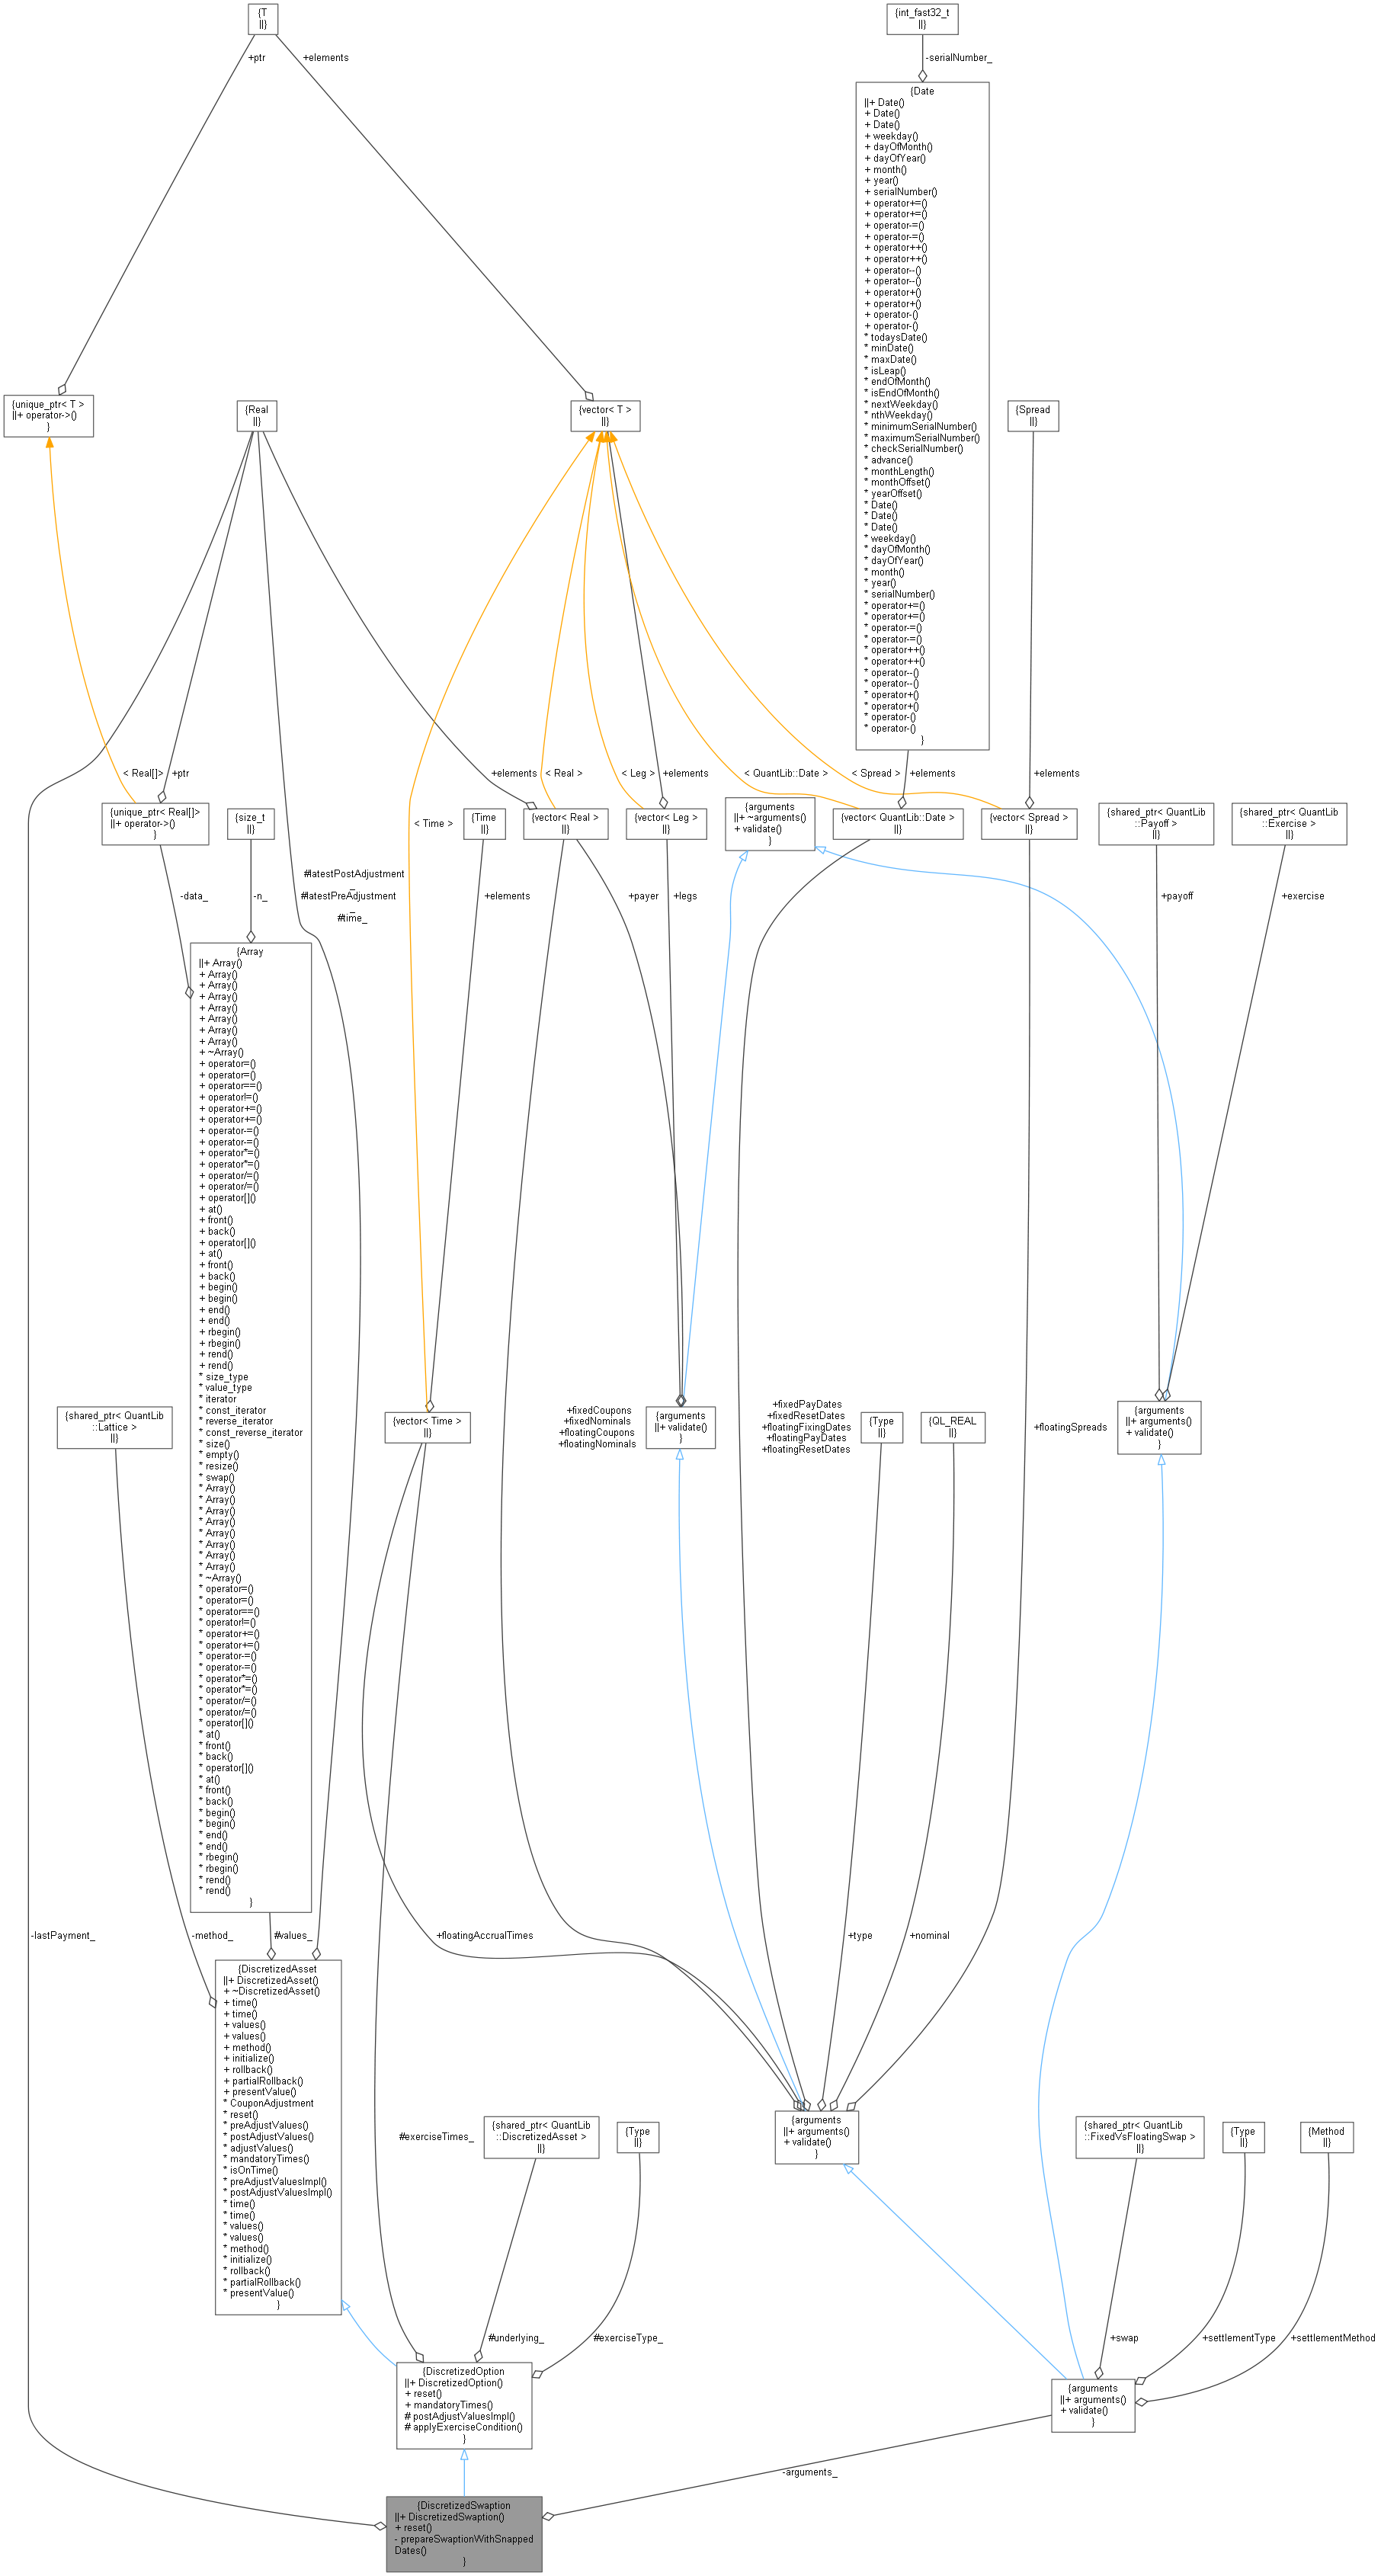 {T
||}
{int_fast32_t
||}
+ptr
+elements
-serialNumber_
{Date
||+ Date()
+ Date()
+ Date()
+ weekday()
+ dayOfMonth()
+ dayOfYear()
+ month()
+ year()
+ serialNumber()
+ operator+=()
+ operator+=()
+ operator-=()
+ operator-=()
+ operator++()
+ operator++()
+ operator--()
+ operator--()
+ operator+()
+ operator+()
+ operator-()
+ operator-()
* todaysDate()
* minDate()
* maxDate()
* isLeap()
* endOfMonth()
* isEndOfMonth()
* nextWeekday()
* nthWeekday()
* minimumSerialNumber()
* maximumSerialNumber()
* checkSerialNumber()
* advance()
* monthLength()
* monthOffset()
* yearOffset()
* Date()
* Date()
* Date()
* weekday()
* dayOfMonth()
* dayOfYear()
* month()
* year()
* serialNumber()
* operator+=()
* operator+=()
* operator-=()
* operator-=()
* operator++()
* operator++()
* operator--()
* operator--()
* operator+()
* operator+()
* operator-()
* operator-()
}
{unique_ptr< T >
||+ operator->()
}
{Real
||}
{vector< T >
||}
{Spread
||}
< Real[]>
+ptr
+elements
< Real >
< Leg >
+elements
< QuantLib::Date >
< Spread >
+elements
+elements
{unique_ptr< Real[]>
||+ operator->()
}
{size_t
||}
< Time >
{Time
||}
{vector< Real >
||}
{vector< Leg >
||}
{arguments
||+ ~arguments()
+ validate()
}
{vector< QuantLib::Date >
||}
{vector< Spread >
||}
{shared_ptr< QuantLib
::Payoff >
||}
{shared_ptr< QuantLib
::Exercise >
||}
#latestPostAdjustment
_
#latestPreAdjustment
_
#time_
-data_
-n_
+elements
+payer
+legs
+payoff
+exercise
{Array
||+ Array()
+ Array()
+ Array()
+ Array()
+ Array()
+ Array()
+ Array()
+ Array()
+ ~Array()
+ operator=()
+ operator=()
+ operator==()
+ operator!=()
+ operator+=()
+ operator+=()
+ operator-=()
+ operator-=()
+ operator*=()
+ operator*=()
+ operator/=()
+ operator/=()
+ operator[]()
+ at()
+ front()
+ back()
+ operator[]()
+ at()
+ front()
+ back()
+ begin()
+ begin()
+ end()
+ end()
+ rbegin()
+ rbegin()
+ rend()
+ rend()
* size_type
* value_type
* iterator
* const_iterator
* reverse_iterator
* const_reverse_iterator
* size()
* empty()
* resize()
* swap()
* Array()
* Array()
* Array()
* Array()
* Array()
* Array()
* Array()
* Array()
* ~Array()
* operator=()
* operator=()
* operator==()
* operator!=()
* operator+=()
* operator+=()
* operator-=()
* operator-=()
* operator*=()
* operator*=()
* operator/=()
* operator/=()
* operator[]()
* at()
* front()
* back()
* operator[]()
* at()
* front()
* back()
* begin()
* begin()
* end()
* end()
* rbegin()
* rbegin()
* rend()
* rend()
}
{shared_ptr< QuantLib
::Lattice >
||}
{vector< Time >
||}
+fixedCoupons
+fixedNominals
+floatingCoupons
+floatingNominals
{arguments
||+ validate()
}
+fixedPayDates
+fixedResetDates
+floatingFixingDates
+floatingPayDates
+floatingResetDates
{Type
||}
{QL_REAL
||}
+floatingSpreads
{arguments
||+ arguments()
+ validate()
}
-lastPayment_
-method_
#values_
+floatingAccrualTimes
+type
+nominal
{DiscretizedAsset
||+ DiscretizedAsset()
+ ~DiscretizedAsset()
+ time()
+ time()
+ values()
+ values()
+ method()
+ initialize()
+ rollback()
+ partialRollback()
+ presentValue()
* CouponAdjustment
* reset()
* preAdjustValues()
* postAdjustValues()
* adjustValues()
* mandatoryTimes()
* isOnTime()
* preAdjustValuesImpl()
* postAdjustValuesImpl()
* time()
* time()
* values()
* values()
* method()
* initialize()
* rollback()
* partialRollback()
* presentValue()
}
#exerciseTimes_
{shared_ptr< QuantLib
::DiscretizedAsset >
||}
{Type
||}
{arguments
||+ arguments()
+ validate()
}
{shared_ptr< QuantLib
::FixedVsFloatingSwap >
||}
{Type
||}
{Method
||}
#underlying_
#exerciseType_
+swap
+settlementType
+settlementMethod
{DiscretizedOption
||+ DiscretizedOption()
+ reset()
+ mandatoryTimes()
# postAdjustValuesImpl()
# applyExerciseCondition()
}
{arguments
||+ arguments()
+ validate()
}
-arguments_
{DiscretizedSwaption
||+ DiscretizedSwaption()
+ reset()
- prepareSwaptionWithSnapped
Dates()
}